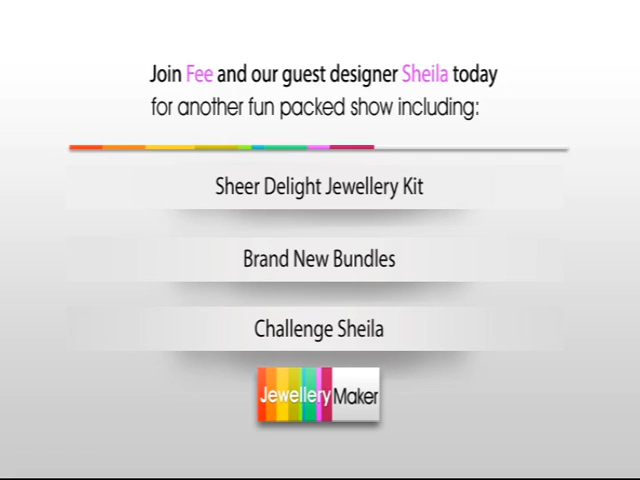 Join Fee and our guest designer Sheila today
for another fun packed show including:
Sheer Delight Jewellery Kit
Brand New Bundles
Challenge Sheila
JewelleryMaker